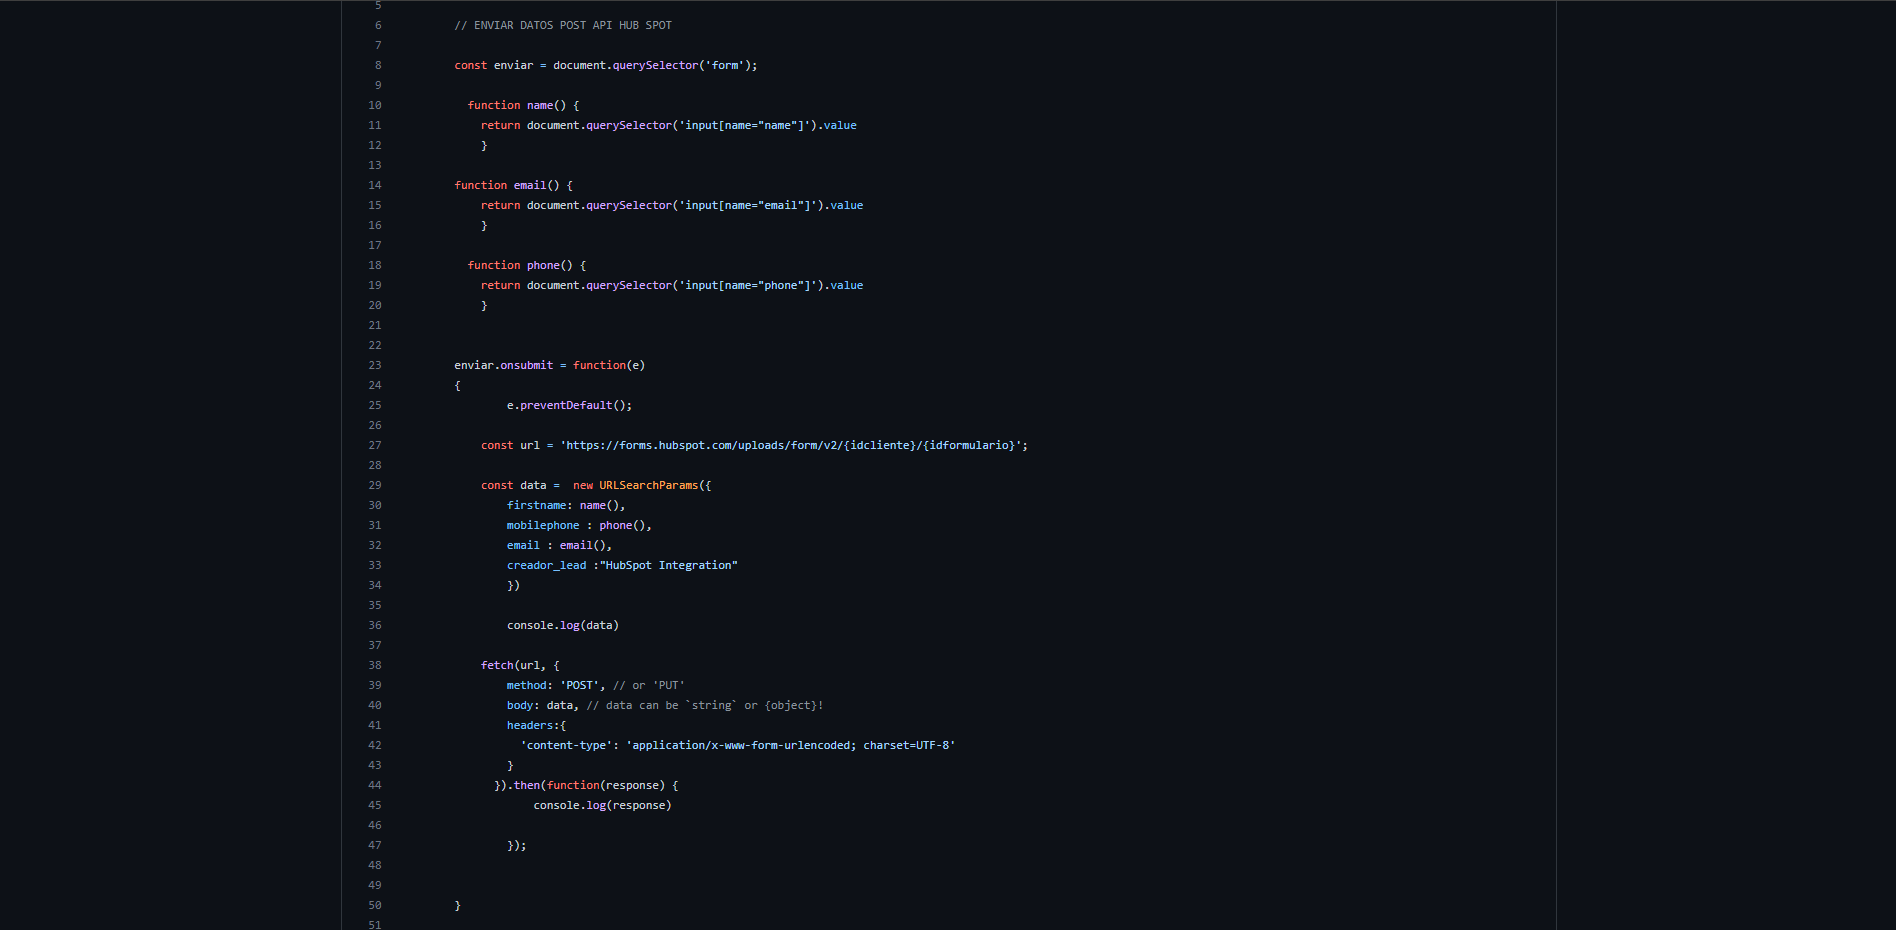 5
6 // ENVIAR DATOS POST API HUB SPOT
7
8 const enviar = document.querySelector('form');
9
10 function name() {
11 return document.querySelector('input[name="name"]').value
12 }
13
14 function email() {
15 return document.querySelector('input[name="email"]').value
16 }
17
18 function phone() {
19 return document.querySelector('input[name="phone"]').value
20 }
21
22
23 enviar.onsubmit = function(e)
24 {
25 e.preventDefault();
26
27 const url = 'https://forms.hubspot.com/uploads/form/v2/{idcliente}/{idformulario}';
28
29 const data =  new URLSearchParams({
30 firstname: name(),
31 mobilephone : phone(),
32 email : email(),
33 creador_lead :"HubSpot Integration"
34 })
35
36 console.log(data)
37
38 fetch(url, {
39 method: 'POST', // or 'PUT'
40 body: data, // data can be `string` or {object}!
41 headers:{
42 'content-type': 'application/x-www-form-urlencoded; charset=UTF-8'
43 }
44 }).then(function(response) {
45 console.log(response)
46
47 });
48
49
50 }
51